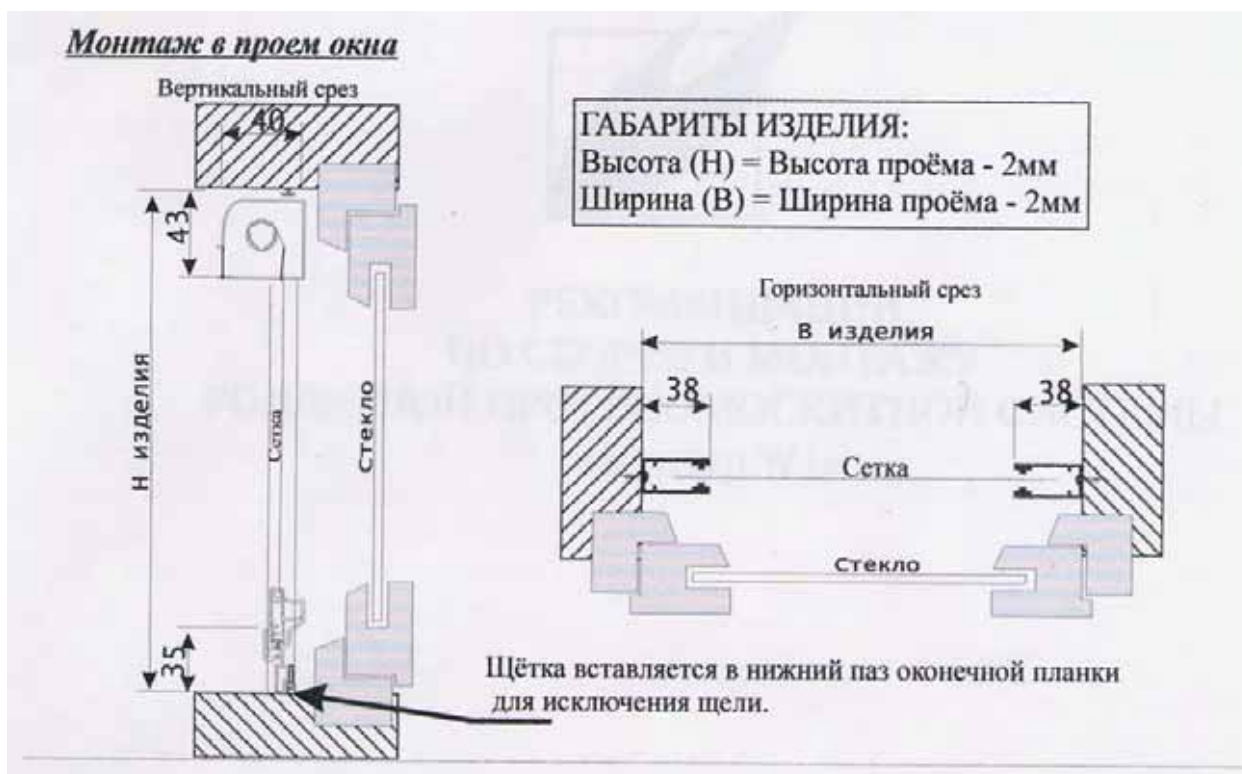 Монтаж в проем окна
Вертикальный срез
40
ГАБАРИТЫ ИЗДЕЛИЯ:
Высота (H) = Высота проёма - 2мм
Ширина (B) = Ширина проёма - 2мм
43
Горизонтальный срез
В изделия
38
38
Н изделия
Сетка
Стекло
Сетка
Стекло
35
Щётка вставляется в нижний паз оконечной планки
для исключения щели.